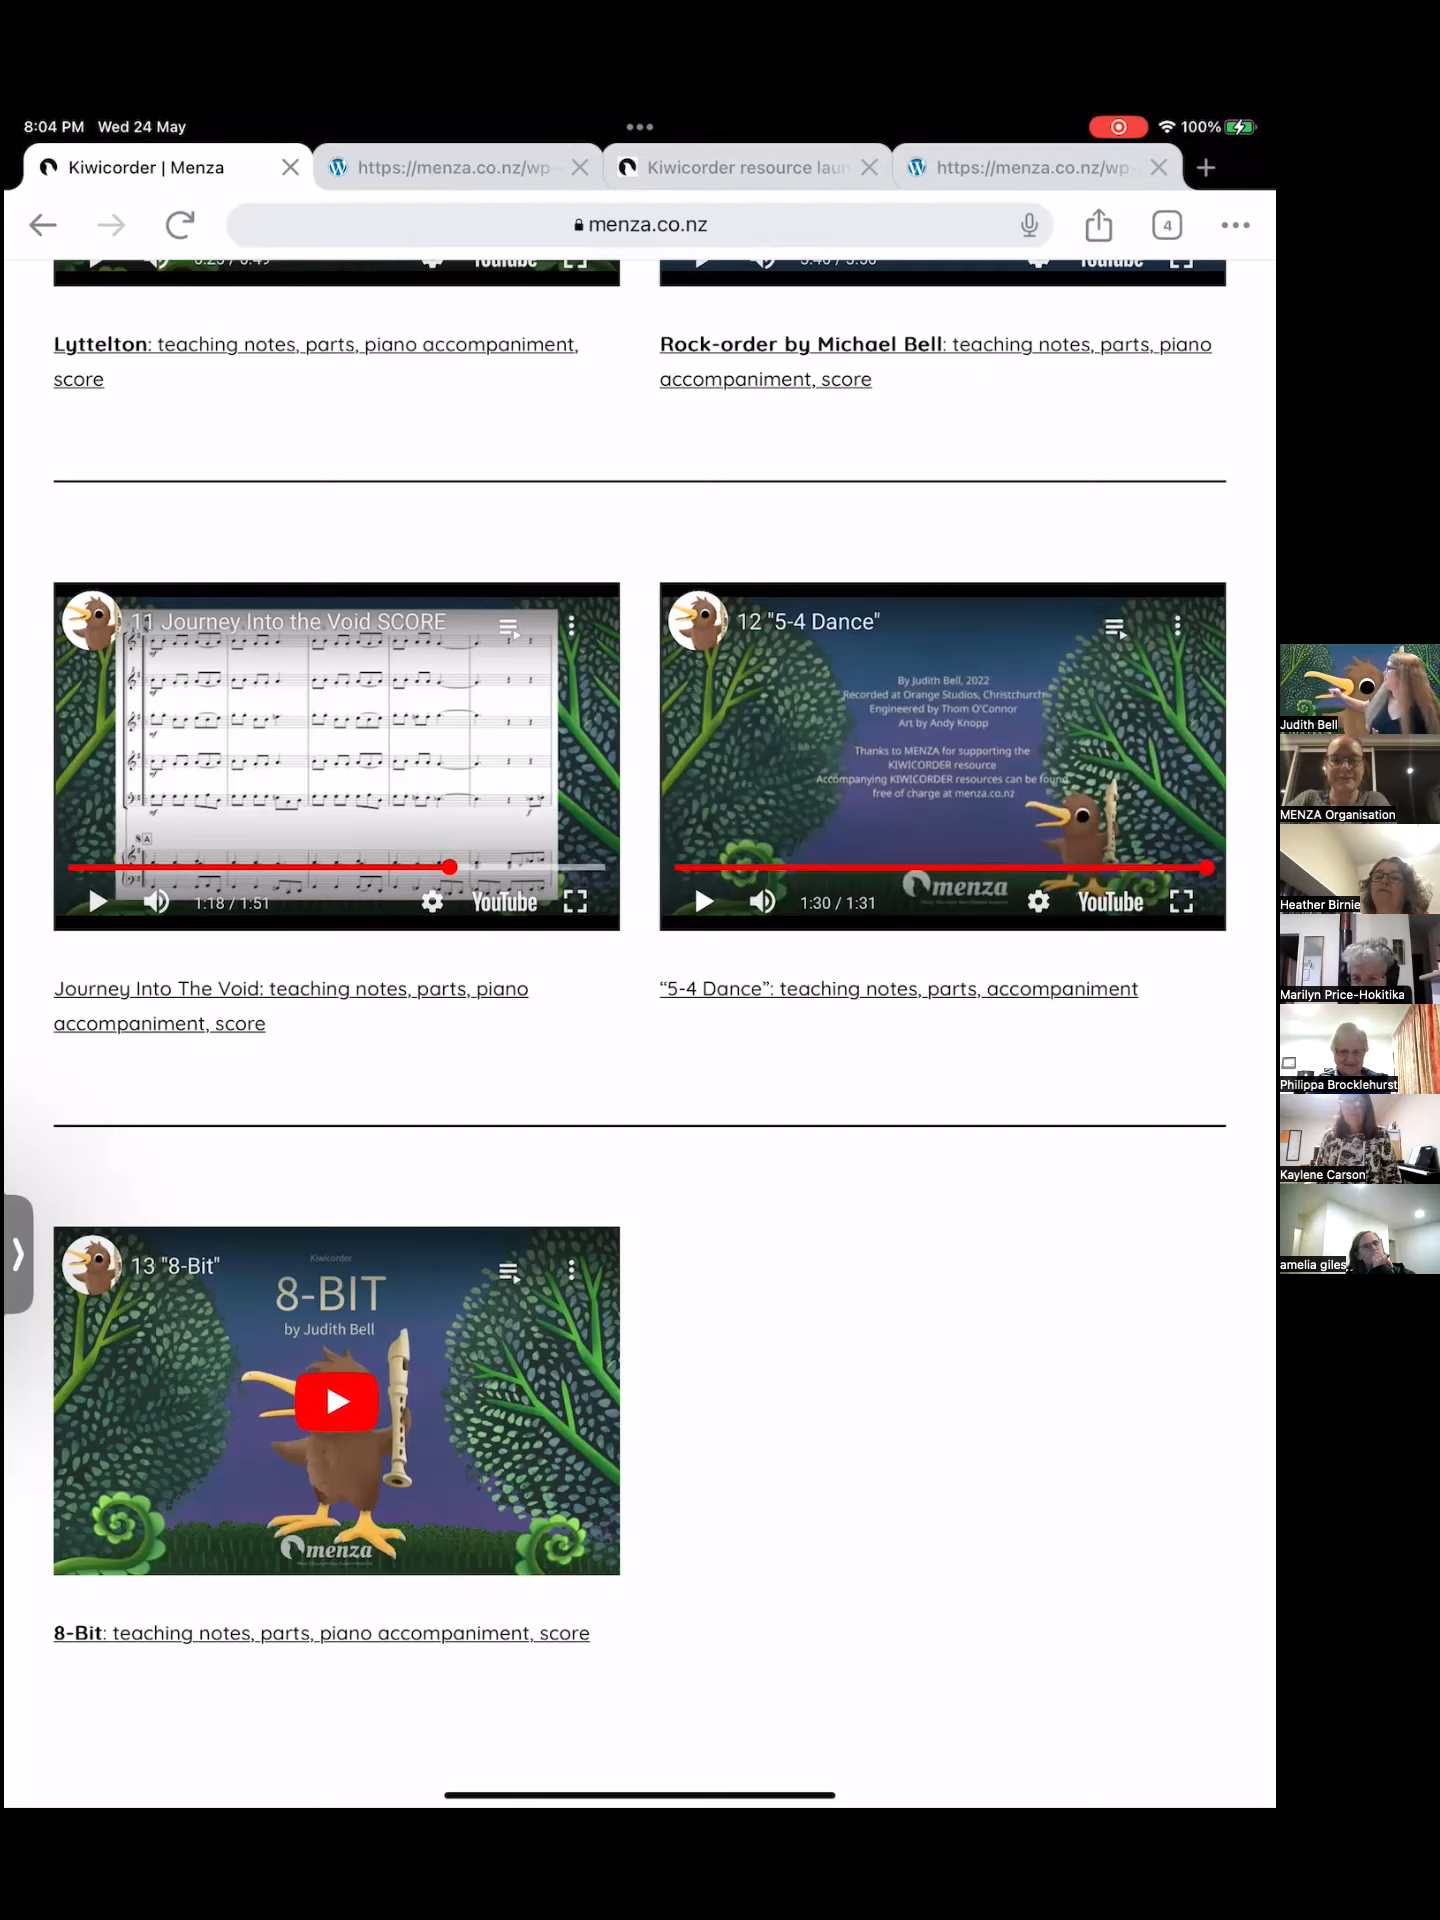 8:04 PM Wed 24 May
100%
Kiwicorder | Menza
https://menza.co.nz/wp-
Kiwicorder resource laun
https://menza.co.nz/wp-
menza.co.nz
4
YouTube
YouTube
Lyttelton: teaching notes, parts, piano accompaniment,
score
Rock-order by Michael Bell: teaching notes, parts, piano
accompaniment, score
11 Journey Into the Void SCORE
1:18 / 1:51
YouTube
12 "5-4 Dance"
By Judith Bell, 2022
Recorded at Orange Studios, Christchurch
Engineered by Thom O'Connor
Art by Andy Knopp
Thanks to MENZA for supporting the
KIWICORDER resource
Accompanying KIWICORDER resources can be found
free of charge at menza.co.nz
menza
1:30 / 1:31
YouTube
Journey Into The Void: teaching notes, parts, piano
accompaniment, score
“5-4 Dance”: teaching notes, parts, accompaniment
13 "8-Bit"
Kiwicorder
8-BIT
by Judith Bell
menza
8-Bit: teaching notes, parts, piano accompaniment, score
Judith Bell
MENZA Organisation
Heather Birnie
Marilyn Price-Hokitika
Philippa Brocklehurst
Kaylene Carson
amelia giles